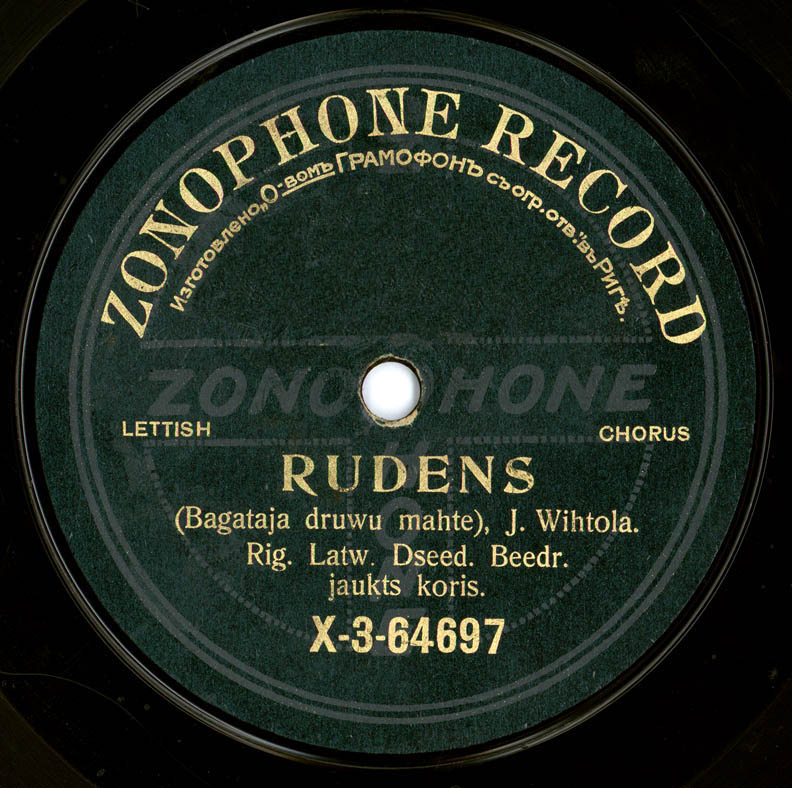 ZONOPHONE RECORD
Изготовлено „О-вомъ ГРАМОФОНЪ съ огр. отв." въ РИГѢ.
ZONOPHONE
LETTISH CHORUS
RUDENS
(Bagataja druwu mahte), J. Wihtola.
Rig. Latw. Dseed. Beedr.
jaukts koris.
X-3-64697